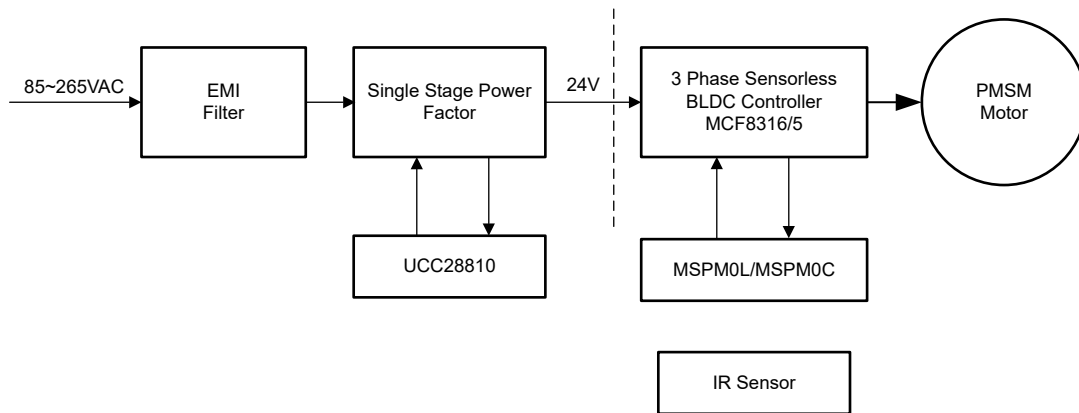 85~265VAC
EMI
Filter
Single Stage Power
Factor
24V
3 Phase Sensorless
BLDC Controller
MCF8316/5
PMSM
Motor
UCC28810
MSPM0L/MSPM0C
IR Sensor